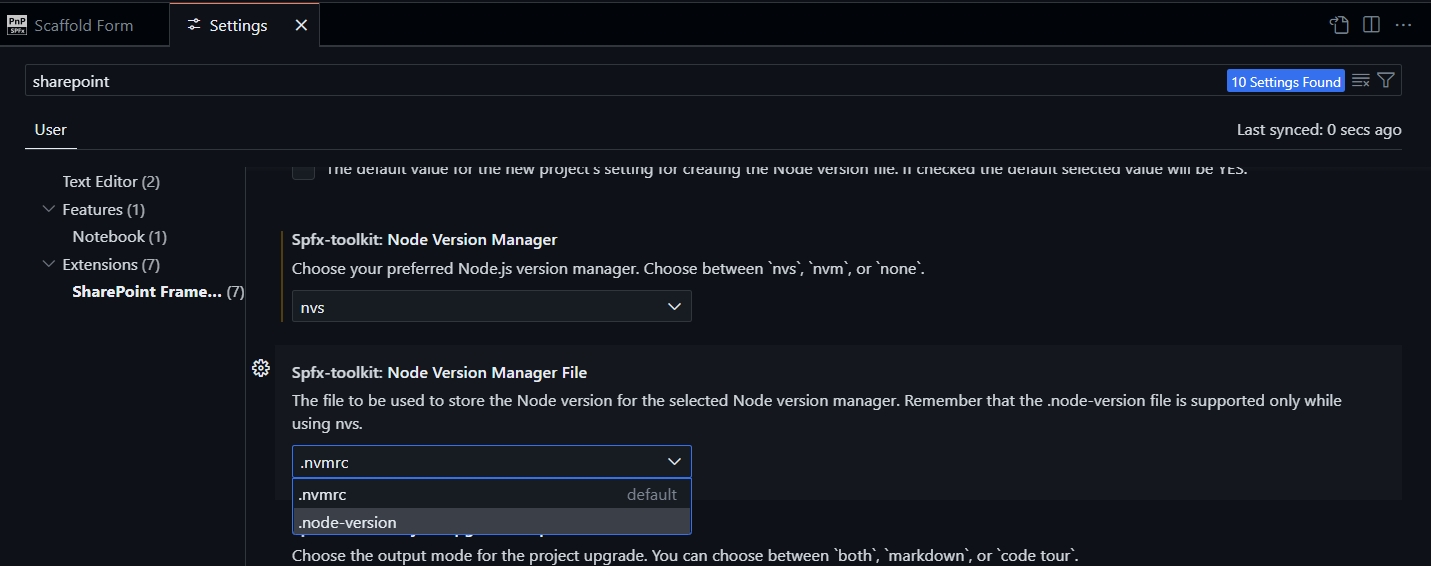 PnP SPFx Scaffold Form Settings
sharepoint 10 Settings Found
User Last synced: 0 secs ago
The default value for the new project's setting for creating the Node version file. If checked the default selected value will be YES.
Text Editor (2)
Features (1)
Notebook (1)
Extensions (7)
SharePoint Frame... (7)
Spfx-toolkit: Node Version Manager
Choose your preferred Node.js version manager. Choose between `nvs`, `nvm`, or `none`.
nvs
Spfx-toolkit: Node Version Manager File
The file to be used to store the Node version for the selected Node version manager. Remember that the .node-version file is supported only while
using nvs.
.nvmrc
.nvmrc default
.node-version
Choose the output mode for the project upgrade. You can choose between `both`, `markdown`, or `code tour`.